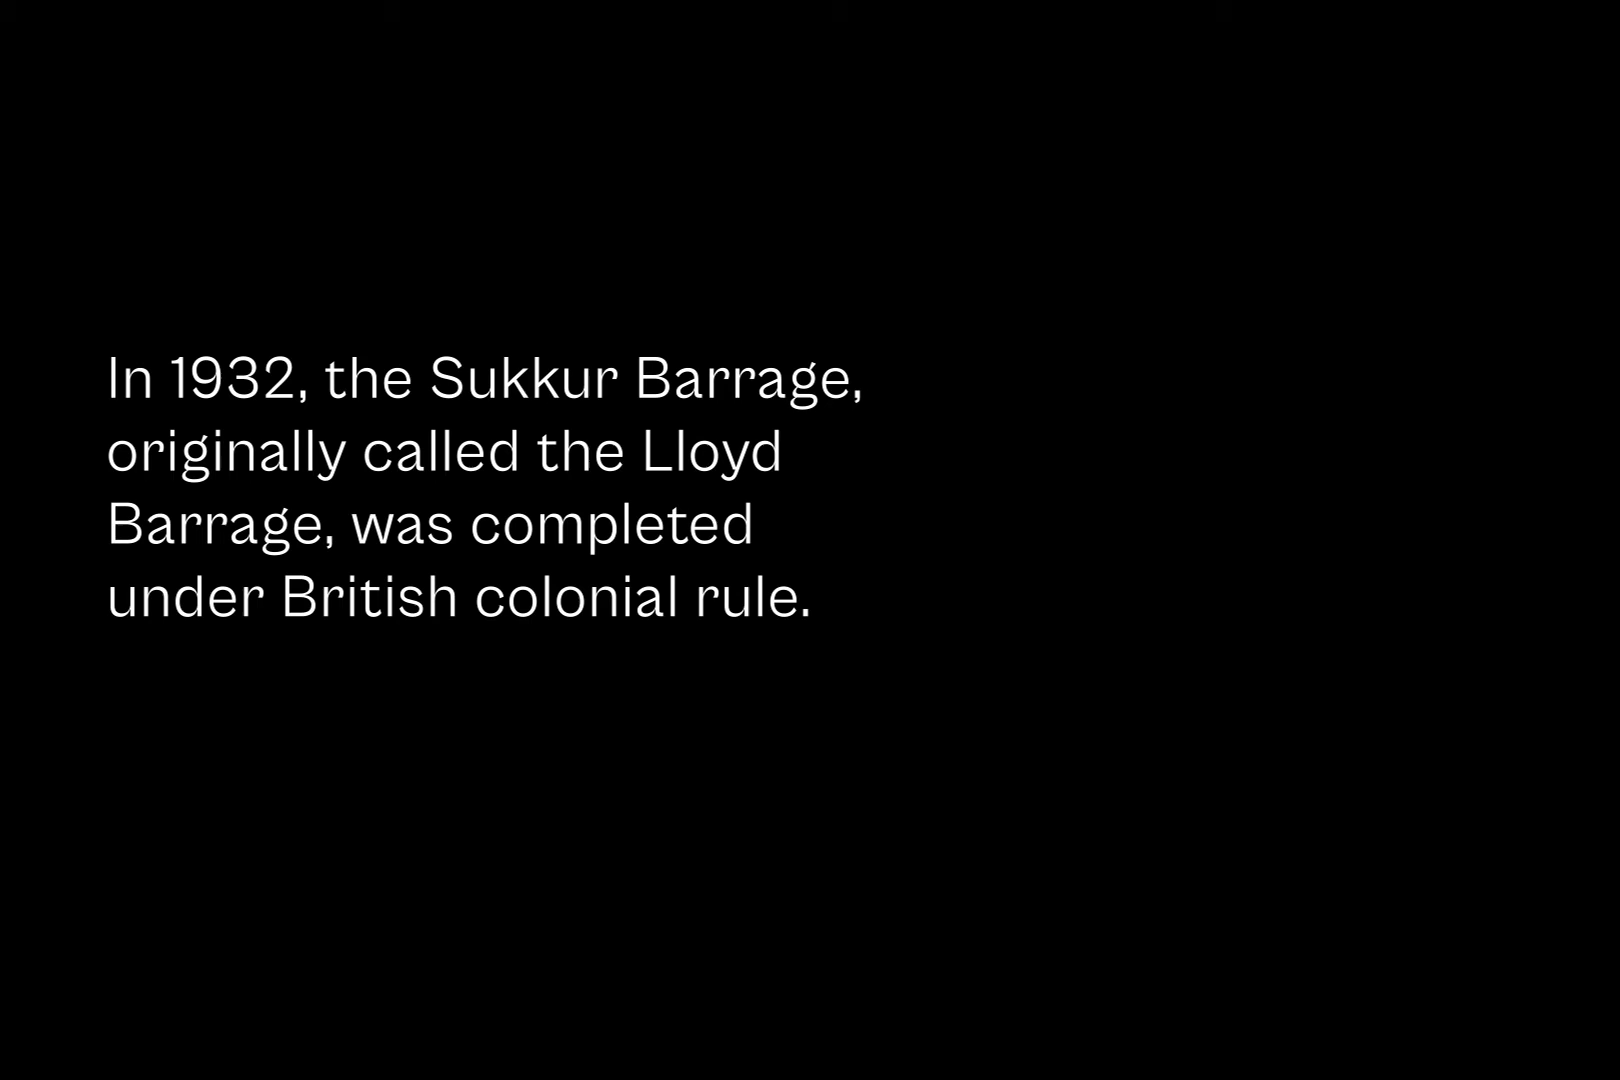 In 1932, the Sukkur Barrage,
originally called the Lloyd
Barrage, was completed
under British colonial rule.